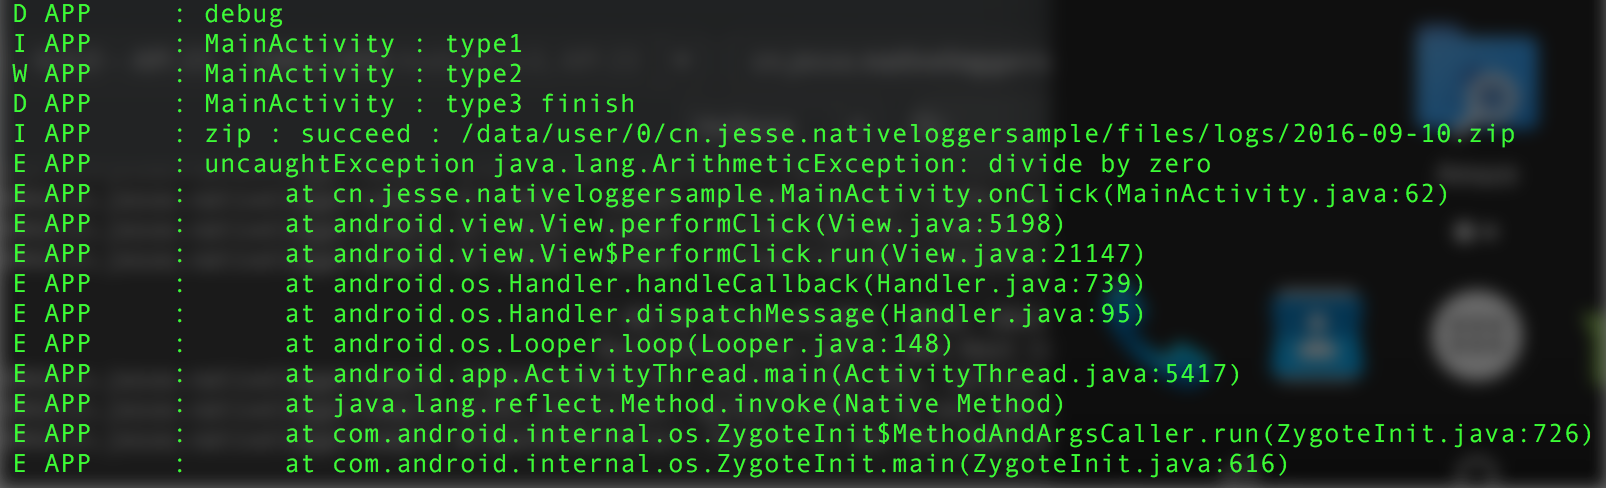 D APP     : debug
I APP     : MainActivity : type1
W APP     : MainActivity : type2
D APP     : MainActivity : type3 finish
I APP     : zip : succeed : /data/user/0/cn.jesse.nativeloggersample/files/logs/2016-09-10.zip
E APP     : uncaughtException java.lang.ArithmeticException: divide by zero
E APP     :      at cn.jesse.nativeloggersample.MainActivity.onClick(MainActivity.java:62)
E APP     :      at android.view.View.performClick(View.java:5198)
E APP     :      at android.view.View$PerformClick.run(View.java:21147)
E APP     :      at android.os.Handler.handleCallback(Handler.java:739)
E APP     :      at android.os.Handler.dispatchMessage(Handler.java:95)
E APP     :      at android.os.Looper.loop(Looper.java:148)
E APP     :      at android.app.ActivityThread.main(ActivityThread.java:5417)
E APP     :      at java.lang.reflect.Method.invoke(Native Method)
E APP     :      at com.android.internal.os.ZygoteInit$MethodAndArgsCaller.run(ZygoteInit.java:726)
E APP     :      at com.android.internal.os.ZygoteInit.main(ZygoteInit.java:616)